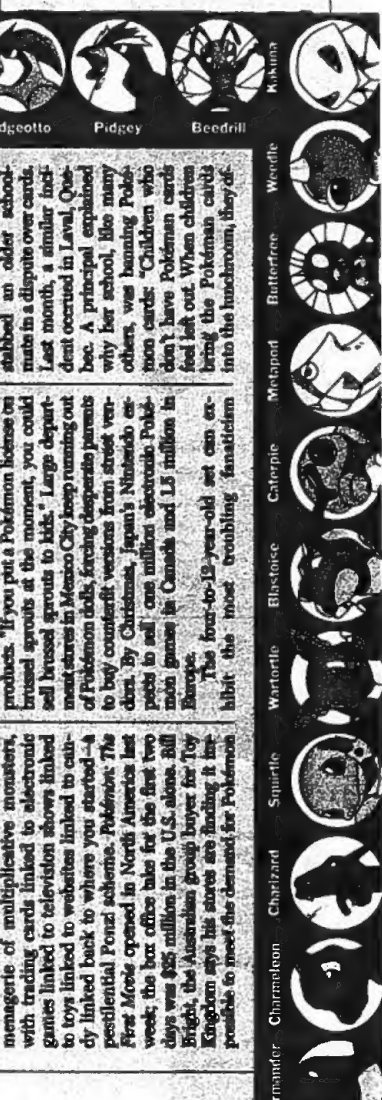 menagerie of multiplicative monsters,
with trading cards linked to electronic
games linked to television shows linked
to toys linked to websites linked to can-
dy linked back to where you started—a
pestilential Ponzi scheme. Pokémon: The
First Movie opened in North America last
week; the box office take for the first two
days was $25 million in the U.S. alone. Bill
Bright, the Australian group buyer for Toy
Kingdom says his stores are finding it im-
possible to meet the demand for Pokémon
products. "If you put a Pokémon license on
brussel sprouts at the moment, you could
sell brussel sprouts to kids." Large depart-
ment stores in Mexico City keep running out
of Pokémon dolls, forcing desperate parents
to buy counterfit versions from street ven-
dors. By Christmas, Japan's Nintendo ex-
pects to sell one million electronic Poké-
mon games in Canada and 1.5 million in
Europe.
The four-to-12-year-old set can ex-
hibit the most troubling fanaticism
stabbed an older school-
mate in a dispute over cards.
Last month, a similar inci-
dent occurred in Laval, Que-
bec. A principal explained
why her school, like many
others, was banning Poké-
mon cards: "Children who
don't have Pokémon cards
feel left out. When children
bring the Pokémon cards
into the lunchroom, they of-
dgeotto
Pidgey
Beedrill
rmander
Charmeleon
Charizard
Squirtle
Wartortle
Blastoise
Caterpie
Metapod
Butterfree
Weedle
Kakuna